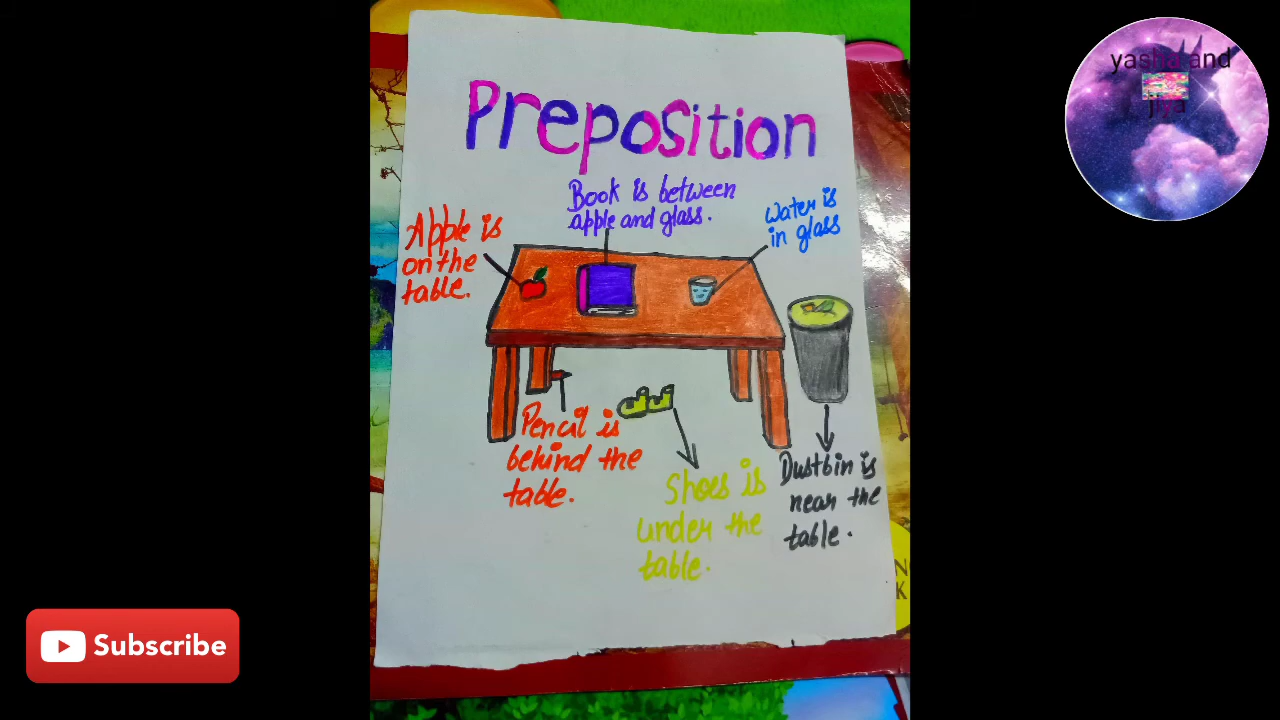 Preposition
Book is between
apple and glass.
Water is
in glass
Apple is
on the
table.
Pencil is
behind the
table.
Shoes is
under the
table.
Dustbin is
near the
table.
Subscribe
and